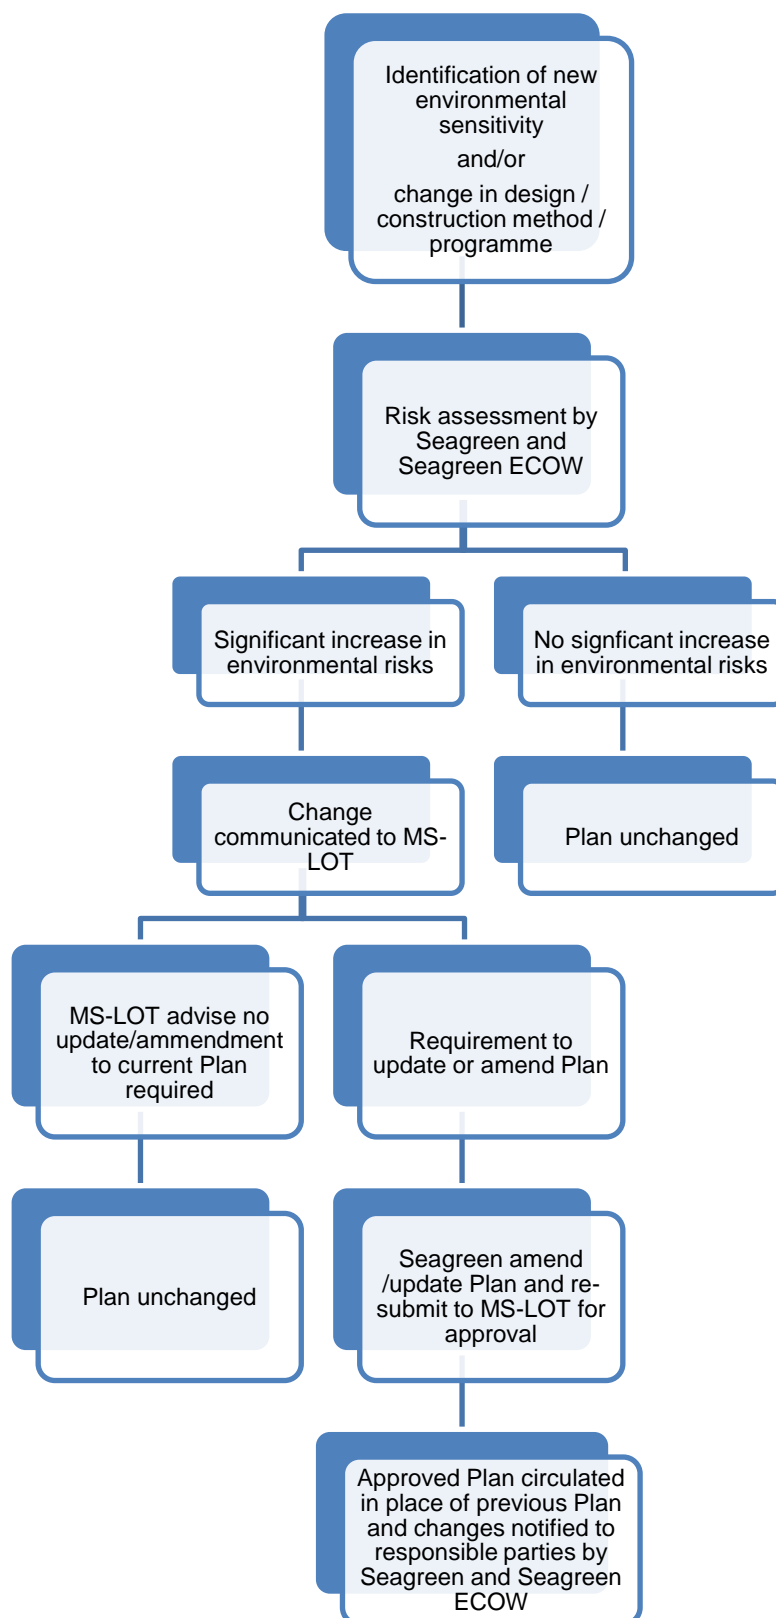 Identification of new
environmental
sensitivity
and/or
change in design /
construction method /
programme
Risk assessment by
Seagreen and
Seagreen ECOW
Significant increase in
environmental risks
No signficant increase
in environmental risks
Change
communicated to MS-
LOT
Plan unchanged
MS-LOT advise no
update/ammendment
to current Plan
required
Requirement to
update or amend Plan
Plan unchanged
Seagreen amend
/update Plan and re-
submit to MS-LOT for
approval
Approved Plan circulated
in place of previous Plan
and changes notified to
responsible parties by
Seagreen and Seagreen
ECOW